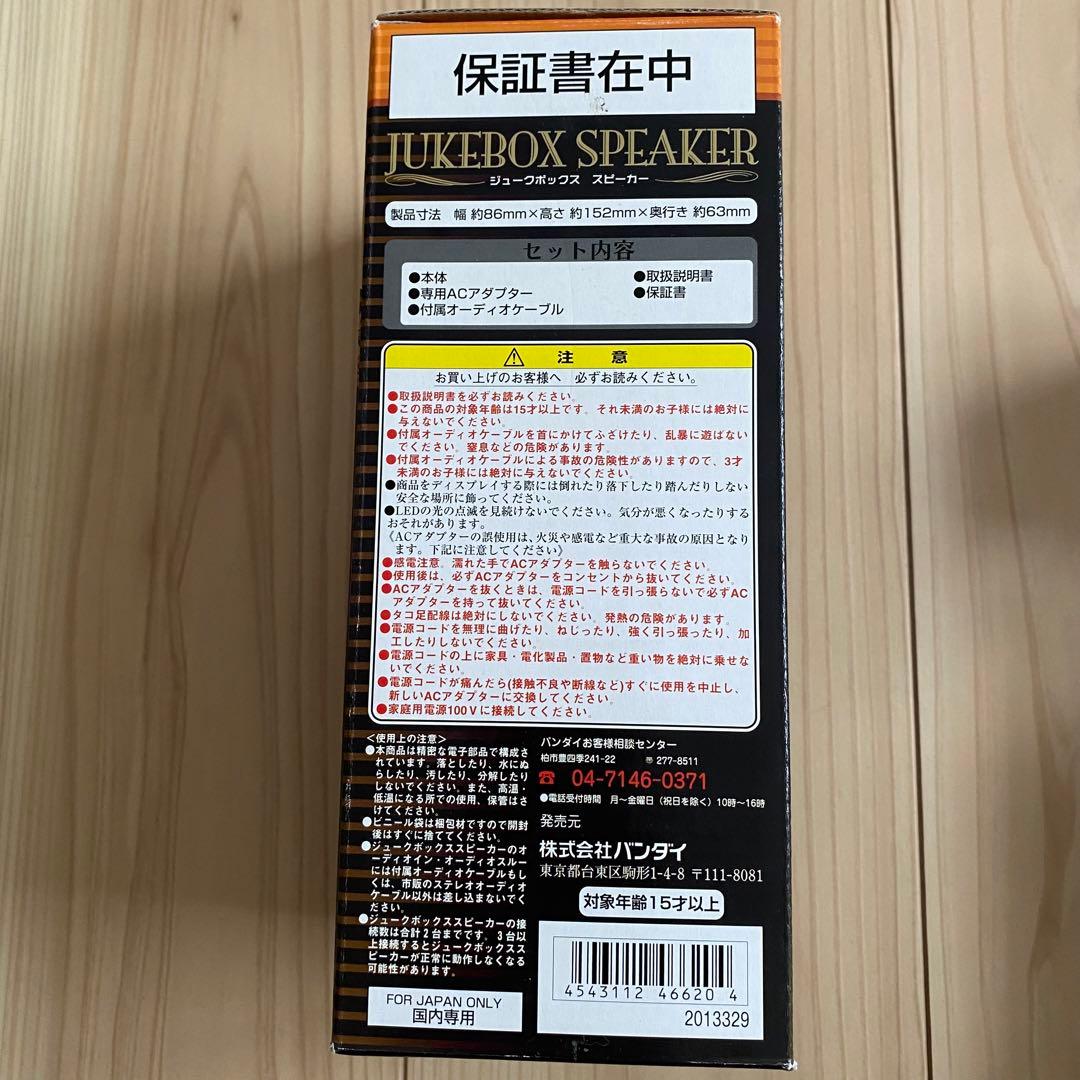 保証書在中
JUKEBOX SPEAKER
ジュークボックス スピーカー
製品寸法 幅 約86mm×高さ 約152mm×奥行き 約63mm
セット内容
●本体 ●取扱説明書
●専用ACアダプター ●保証書
●付属オーディオケーブル
注 意
お買い上げのお客様へ 必ずお読みください。
●取扱説明書を必ずお読みください。
●この商品の対象年齢は15才以上です。それ未満のお子様には絶対に
与えないでください。
●付属オーディオケーブルを首にかけてふざけたり、乱暴に遊ばない
でください。窒息などの危険があります。
●付属オーディオケーブルによる事故の危険性がありますので、3才
未満のお子様には絶対に与えないでください。
●商品をディスプレイする際には倒れたり落下したり踏んだりしない
安全な場所に飾ってください。
●LEDの光の点滅を見続けないでください。気分が悪くなったりする
おそれがあります。
《ACアダプターの誤使用は、火災や感電など重大な事故の原因となり
ます。下記に注意してください》
●感電注意。濡れた手でACアダプターを触らないでください。
●使用後は、必ずACアダプターをコンセントから抜いてください。
●ACアダプターを抜くときは、電源コードを引っ張らないで必ずAC
アダプターを持って抜いてください。
●タコ足配線は絶対にしないでください。発熱の危険があります。
●電源コードを無理に曲げたり、ねじったり、強く引っ張ったり、加
工したりしないでください。
●電源コードの上に家具・電化製品・置物など重い物を絶対に乗せな
いでください。
●電源コードが痛んだら(接触不良や断線など)すぐに使用を中止し、
新しいACアダプターに交換してください。
●家庭用電源100Vに接続してください。
＜使用上の注意＞
●本商品は精密な電子部品で構成さ
れています。落としたり、水にぬ
らしたり、汚したり、分解したり
しないでください。また、高温・
低温になる所での使用、保管はさ
けてください。
●ビニール袋は梱包材ですので開封
後はすぐに捨ててください。
●ジュークボックススピーカーのオ
ーディオイン・オーディオスルー
には付属オーディオケーブルもし
くは、市販のステレオオーディオ
ケーブル以外は差し込まないでく
ださい。
●ジュークボックススピーカーの接
続数は合計2台までです。3台以
上接続するとジュークボックスス
ピーカーが正常に動作しなくなる
可能性があります。
FOR JAPAN ONLY
国内専用
バンダイお客様相談センター
柏市豊四季241-22 〠 277-8511
☎ 04-7146-0371
●電話受付時間 月〜金曜日（祝日を除く）10時〜16時
発売元
株式会社バンダイ
東京都台東区駒形1-4-8 〒111-8081
対象年齢15才以上
4543112 46620 4
2013329